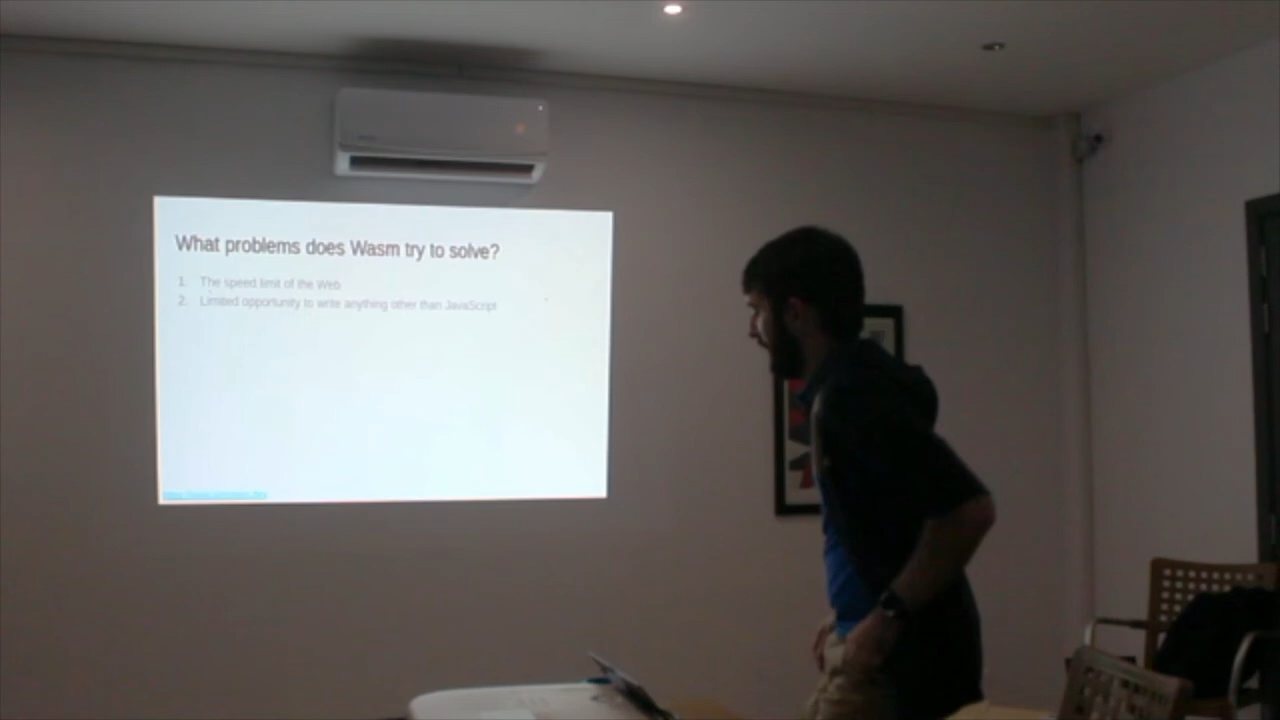 What problems does Wasm try to solve?
1. The speed limit of the Web
2. Limited opportunity to write anything other than JavaScript